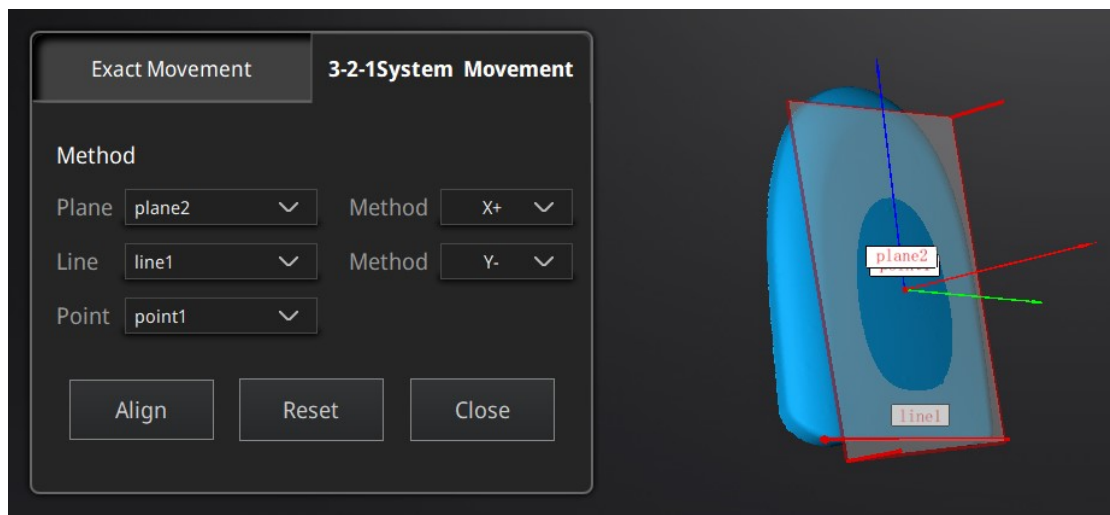 Exact Movement
3-2-1System Movement
Method
Plane plane2 Method X+
Line line1 Method Y-
Point point1
Align Reset Close
plane2
line1